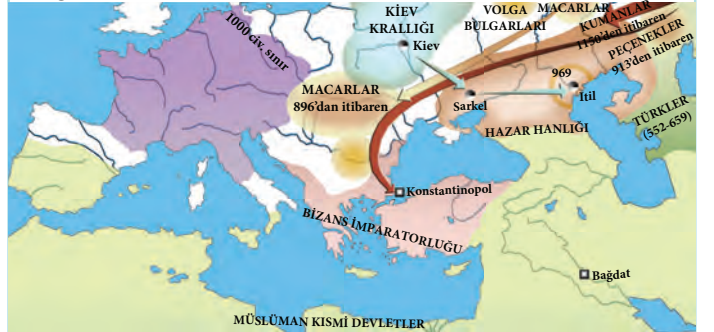 KİEV
KRALLIĞI
Kiev
VOLGA
BULGARLARI
MACARLAR
KUMANLAR
1150'den itibaren
PEÇENEKLER
913'den itibaren
1000 civ. sınır
MACARLAR
896'dan itibaren
969
İtil
Sarkel
HAZAR HANLIĞI
TÜRKLER
(552-659)
Konstantinopol
BİZANS İMPARATORLUĞU
Bağdat
MÜSLÜMAN KISMİ DEVLETLER